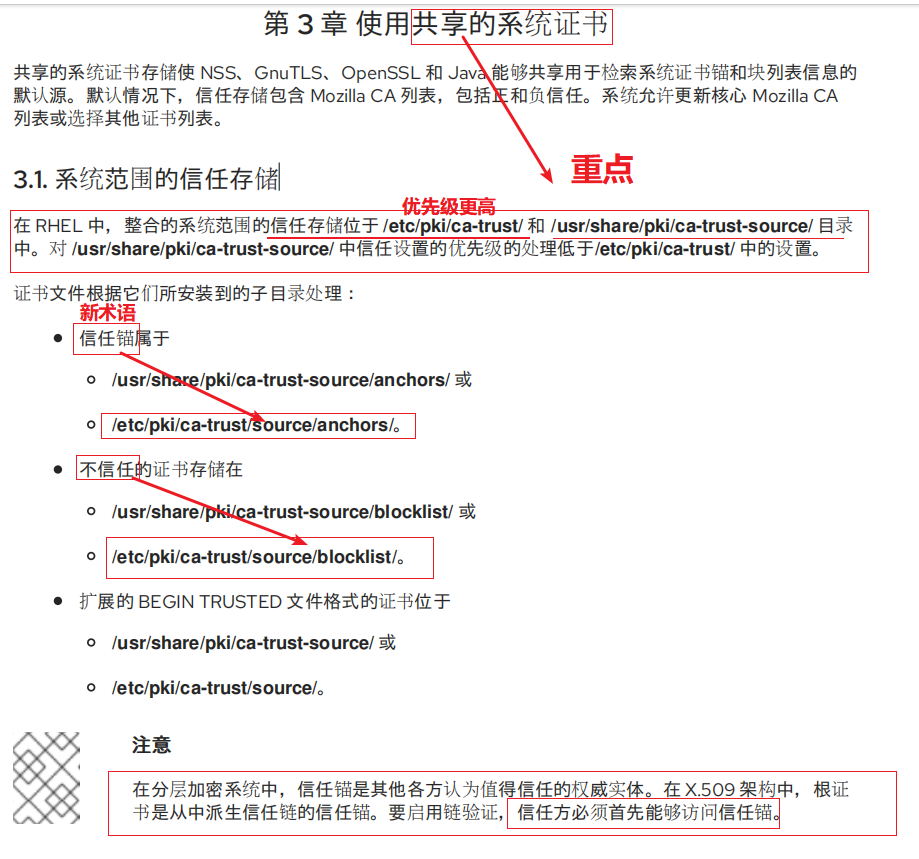 第 3 章 使用共享的系统证书
共享的系统证书存储使 NSS、GnuTLS、OpenSSL 和 Java 能够共享用于检索系统证书锚和块列表信息的
默认源。默认情况下，信任存储包含 Mozilla CA 列表，包括正和负信任。系统允许更新核心 Mozilla CA
列表或选择其他证书列表。
重点
3.1. 系统范围的信任存储
优先级更高
在 RHEL 中，整合的系统范围的信任存储位于 /etc/pki/ca-trust/ 和 /usr/share/pki/ca-trust-source/ 目录
中。对 /usr/share/pki/ca-trust-source/ 中信任设置的优先级的处理低于/etc/pki/ca-trust/ 中的设置。
证书文件根据它们所安装到的子目录处理：
新术语
信任锚属于
/usr/share/pki/ca-trust-source/anchors/ 或
/etc/pki/ca-trust/source/anchors/。
不信任的证书存储在
/usr/share/pki/ca-trust-source/blocklist/ 或
/etc/pki/ca-trust/source/blocklist/。
扩展的 BEGIN TRUSTED 文件格式的证书位于
/usr/share/pki/ca-trust-source/ 或
/etc/pki/ca-trust/source/。
注意
在分层加密系统中，信任锚是其他各方认为值得信任的权威实体。在 X.509 架构中，根证
书是从中派生信任链的信任锚。要启用链验证，信任方必须首先能够访问信任锚。